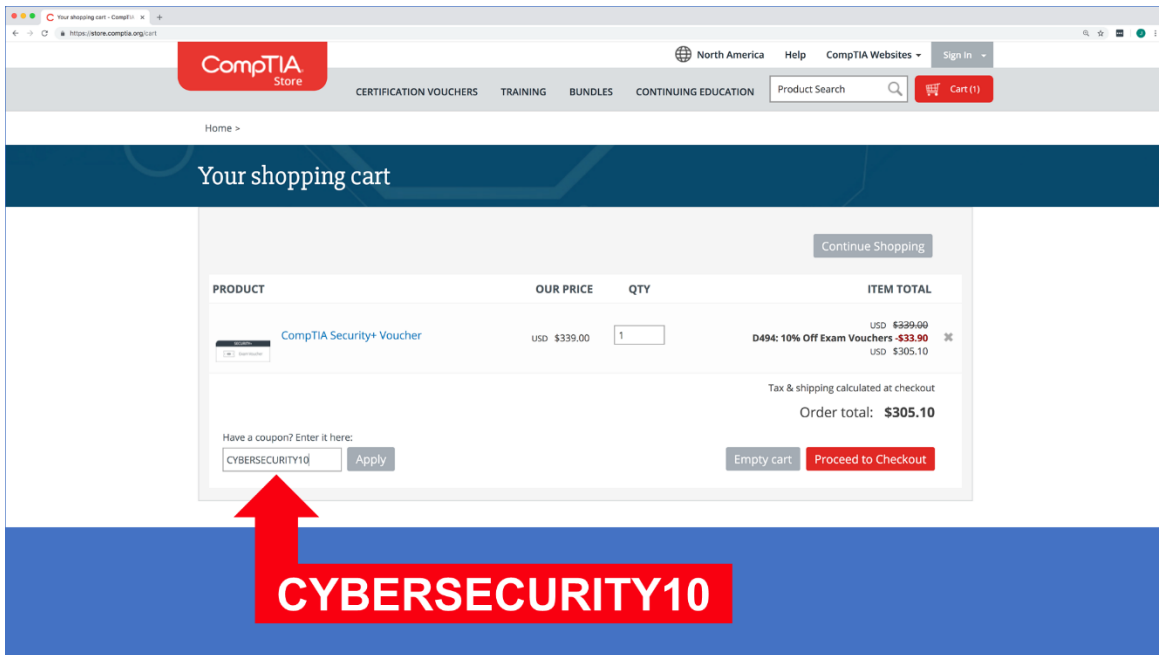 Your shopping cart - CompTIA
https://store.comptia.org/cart
CompTIA.
Store
North America Help CompTIA Websites Sign In
CERTIFICATION VOUCHERS TRAINING BUNDLES CONTINUING EDUCATION Product Search Cart (1)
Home >
Your shopping cart
Continue Shopping
PRODUCT OUR PRICE QTY ITEM TOTAL
CompTIA Security+ Voucher USD $339.00 1
USD $339.00
D494: 10% Off Exam Vouchers -$33.90
USD $305.10
Tax & shipping calculated at checkout
Order total: $305.10
Have a coupon? Enter it here:
CYBERSECURITY10 Apply Empty cart Proceed to Checkout
CYBERSECURITY10